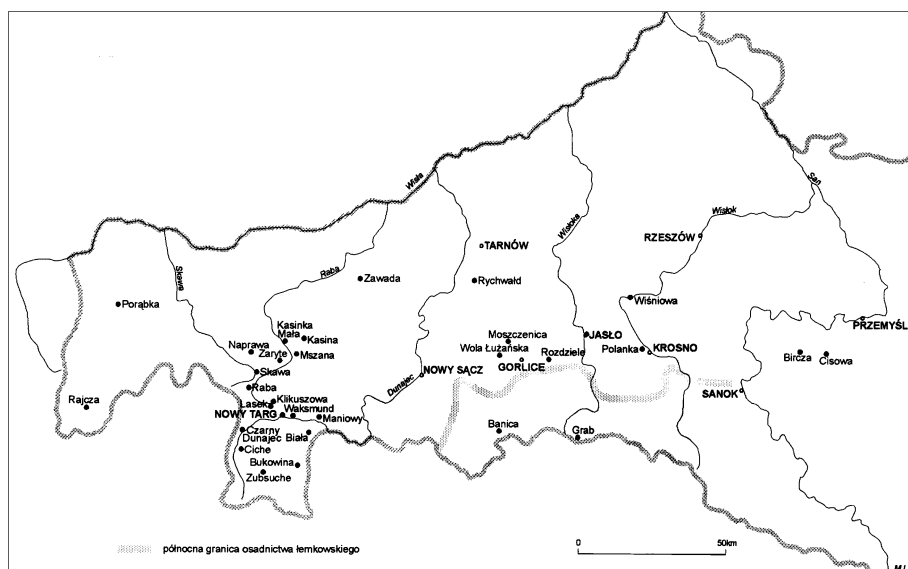 Wisła
San
Wisłok
Wisłoka
RZESZÓW
TARNÓW
Skawa
Raba
Zawada
Rychwałd
Porąbka
Wiśniowa
PRZEMYŚL
Kasinka
Mała
Kasina
Moszczenica
JASŁO
Naprawa
Zaryte
Mszana
Wola Łużańska
Rozdziele
Polanka
KROSNO
Bircza
Cisowa
Skawa
GORLICE
NOWY SĄCZ
Dunajec
Raba
SANOK
Rajcza
Klikuszowa
Lasek
NOWY TARG
Waksmund
Maniowy
Czarny
Dunajec
Biała
Banica
Grab
Ciche
Bukowina
Zubsuche
północna granica osadnictwa łemkowskiego
0
50km